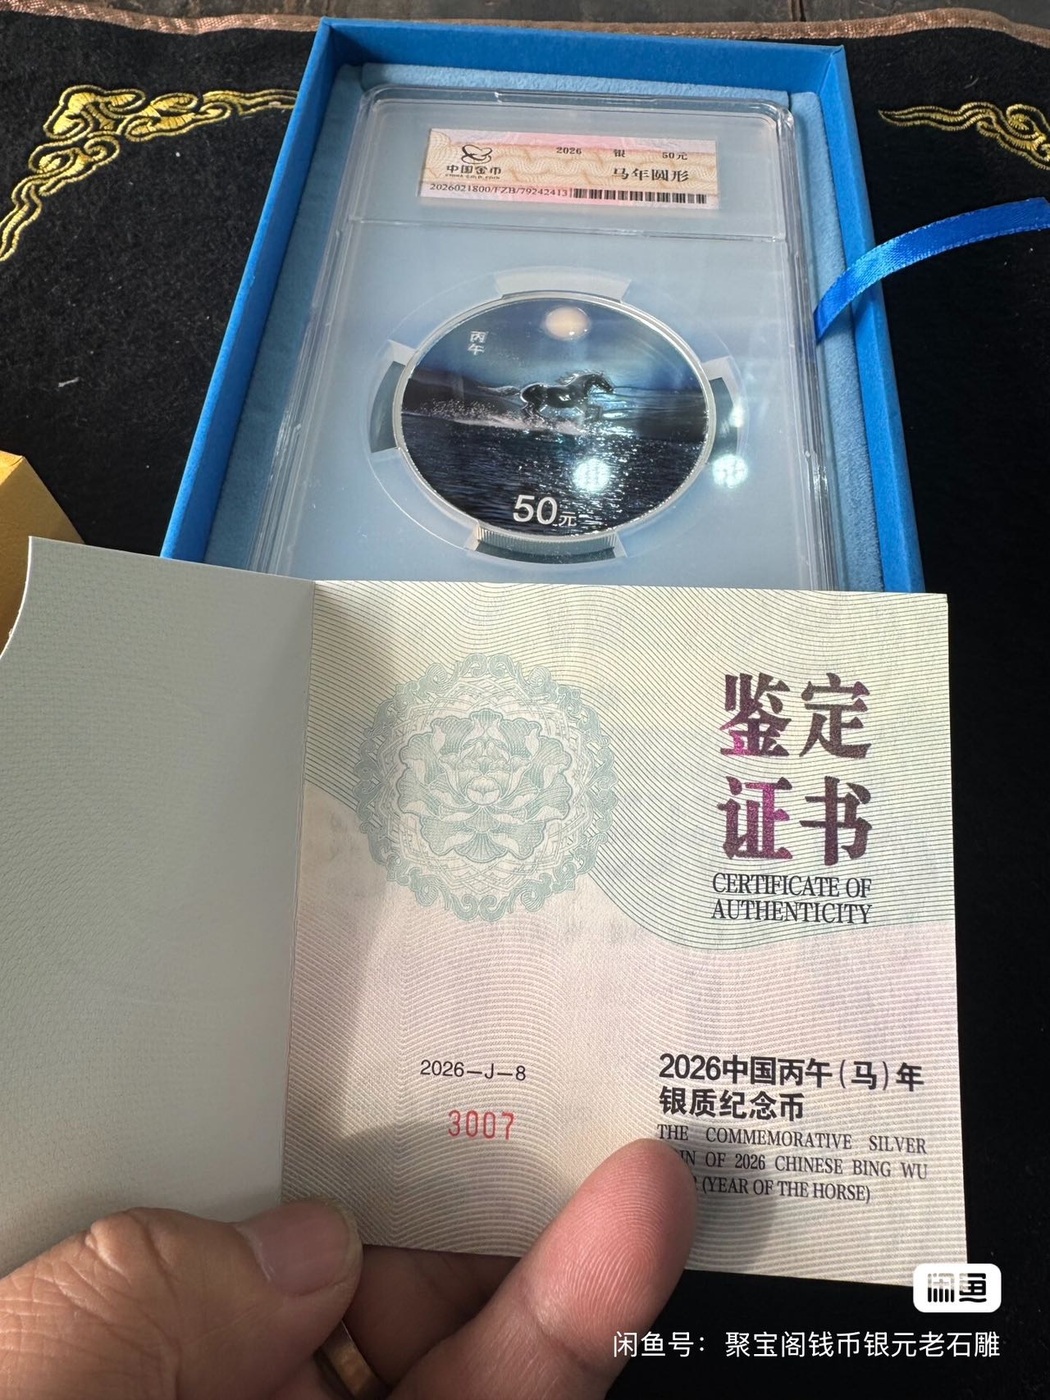 2026 银 50元
中国金币
CHINA GOLD COIN
马年圆形
2026021800/FZB/79242413
丙午
50元
鉴定
证书
CERTIFICATE OF
AUTHENTICITY
2026-J-8
3007
2026中国丙午(马)年
银质纪念币
THE COMMEMORATIVE SILVER
OF 2026 CHINESE BING WU
(YEAR OF THE HORSE)
闲鱼
闲鱼号：聚宝阁钱币银元老石雕